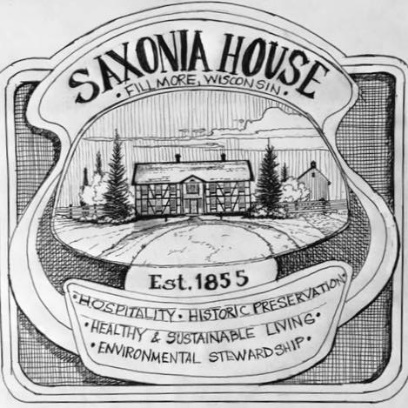 SAXONIA HOUSE
·FILLMORE, WISCONSIN·
Est. 1855
·HOSPITALITY· HISTORIC PRESERVATION·
·HEALTHY & SUSTAINABLE LIVING·
·ENVIRONMENTAL STEWARDSHIP·